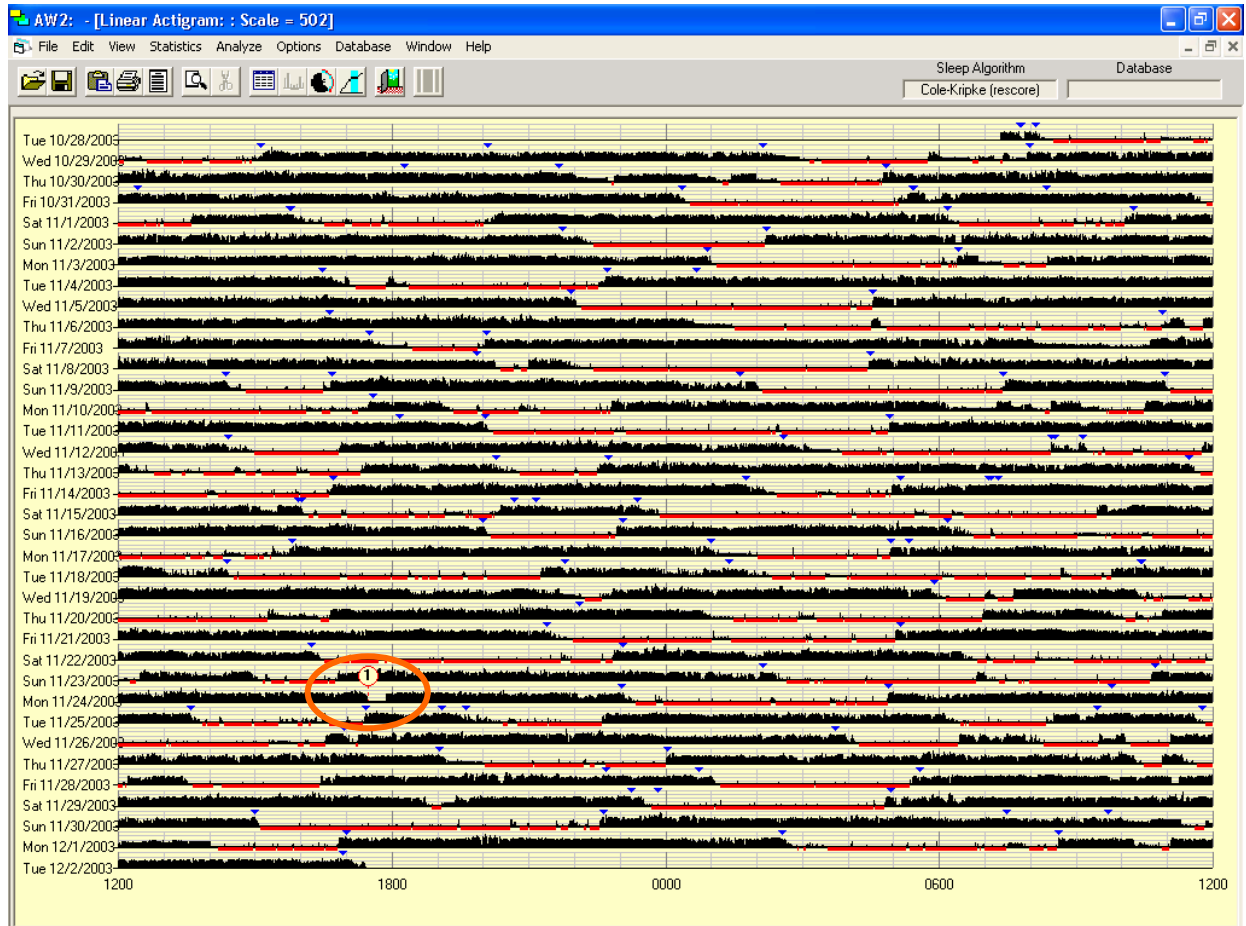 AW2:  - [Linear Actigram: : Scale = 502]
File Edit View Statistics Analyze Options Database Window Help
Sleep Algorithm Database
Cole-Kripke (rescore)
Tue 10/28/2003
Wed 10/29/2003
Thu 10/30/2003
Fri 10/31/2003
Sat 11/1/2003
Sun 11/2/2003
Mon 11/3/2003
Tue 11/4/2003
Wed 11/5/2003
Thu 11/6/2003
Fri 11/7/2003
Sat 11/8/2003
Sun 11/9/2003
Mon 11/10/2003
Tue 11/11/2003
Wed 11/12/2003
Thu 11/13/2003
Fri 11/14/2003
Sat 11/15/2003
Sun 11/16/2003
Mon 11/17/2003
Tue 11/18/2003
Wed 11/19/2003
Thu 11/20/2003
Fri 11/21/2003
Sat 11/22/2003
1
Sun 11/23/2003
Mon 11/24/2003
Tue 11/25/2003
Wed 11/26/2003
Thu 11/27/2003
Fri 11/28/2003
Sat 11/29/2003
Sun 11/30/2003
Mon 12/1/2003
Tue 12/2/2003
1200 1800 0000 0600 1200